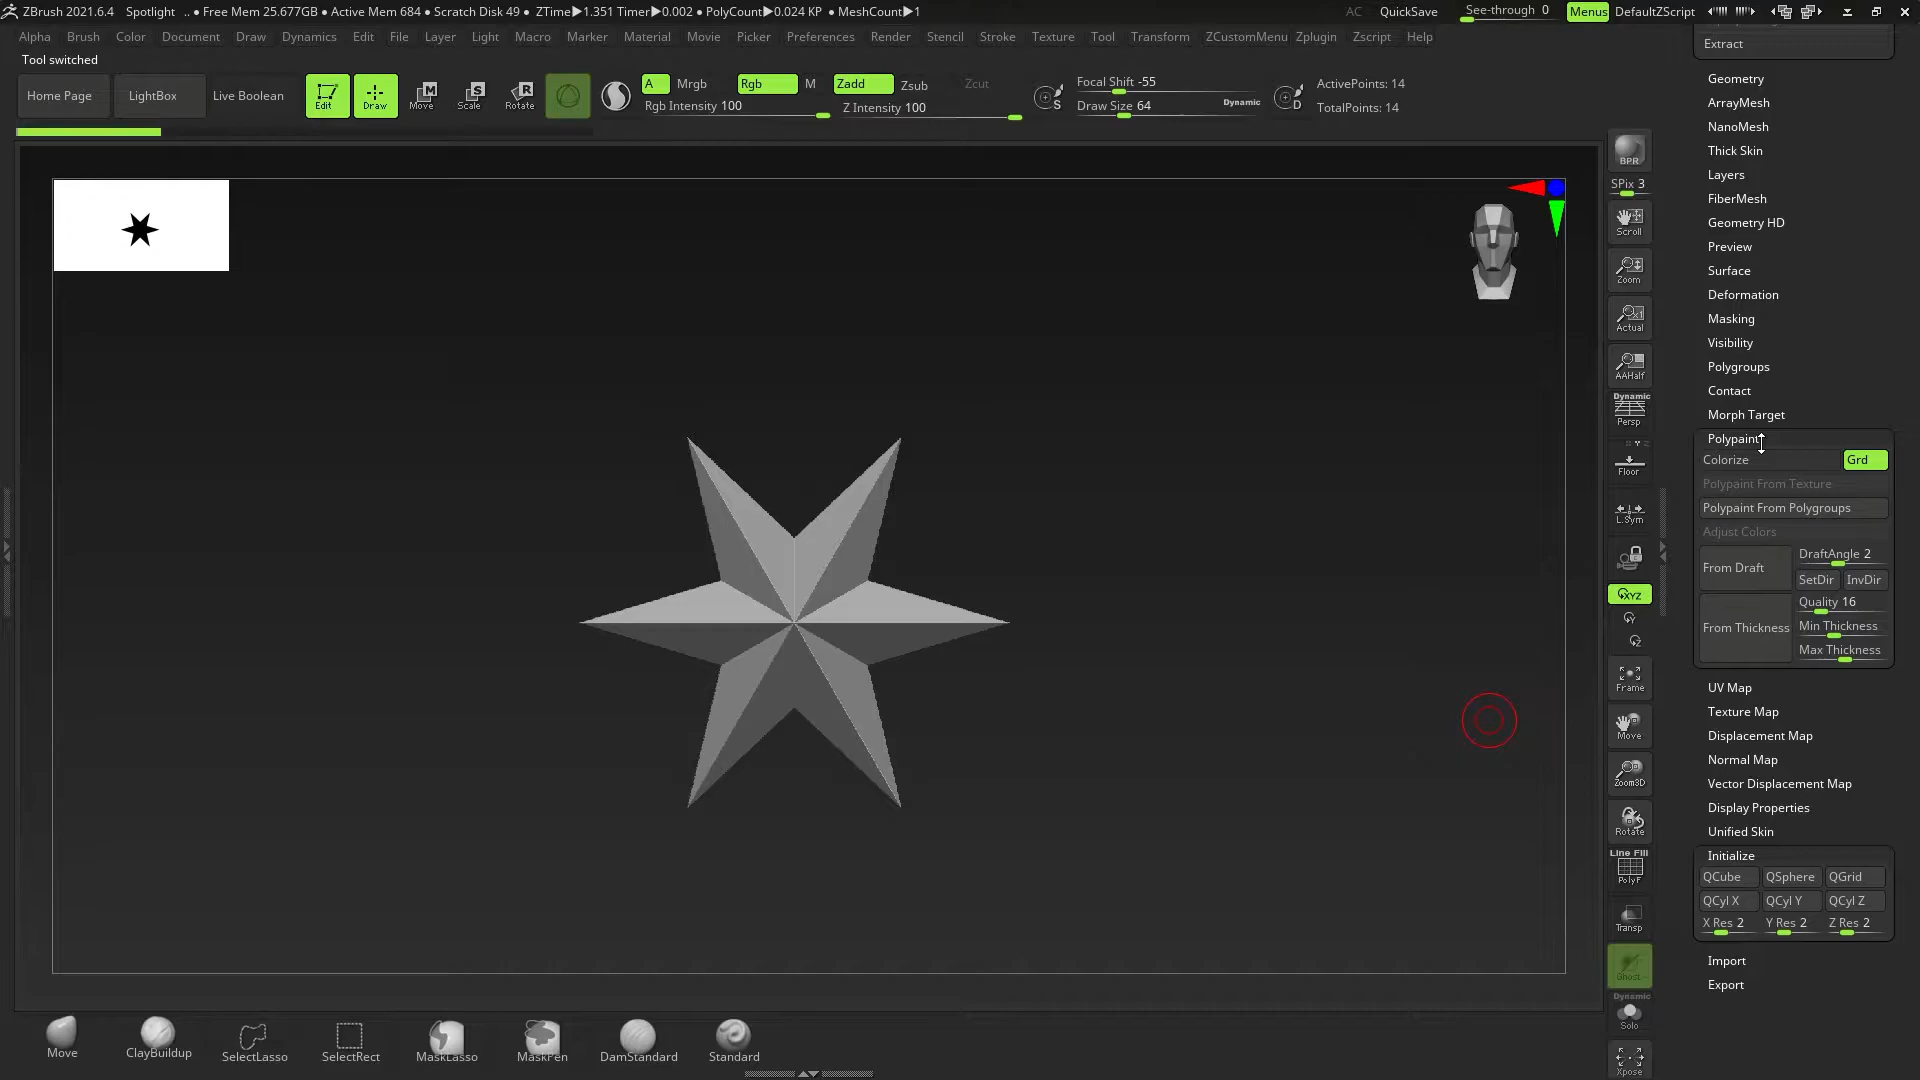 ZBrush 2021.6.4 Spotlight .. ● Free Mem 25.677GB ● Active Mem 684 ● Scratch Disk 49 ● ZTime▶1.351 Timer▶0.002 ● PolyCount▶0.024 KP ● MeshCount▶1 AC QuickSave See-through 0 Menus DefaultZScript
Alpha Brush Color Document Draw Dynamics Edit File Layer Light Macro Marker Material Movie Picker Preferences Render Stencil Stroke Texture Tool Transform ZCustomMenu Zplugin Zscript Help
Tool switched
Home Page LightBox Live Boolean Edit Draw Move Scale Rotate
A Mrgb Rgb M Zadd Zsub Zcut
Rgb Intensity 100 Z Intensity 100
S Focal Shift -55
Draw Size 64 Dynamic D
ActivePoints: 14
TotalPoints: 14
BPR
SPix 3
Scroll
Zoom
Actual
AAHalf
Dynamic
Persp
Floor
L.Sym
XYZ
Y
Z
Frame
Move
Zoom3D
Rotate
Line Fill
PolyF
Transp
Ghost
Dynamic
Solo
Xpose
Extract
Geometry
ArrayMesh
NanoMesh
Thick Skin
Layers
FiberMesh
Geometry HD
Preview
Surface
Deformation
Masking
Visibility
Polygroups
Contact
Morph Target
Polypaint
Colorize Grd
Polypaint From Texture
Polypaint From Polygroups
Adjust Colors
From Draft DraftAngle 2
SetDir InvDir
From Thickness Quality 16
Min Thickness
Max Thickness
UV Map
Texture Map
Displacement Map
Normal Map
Vector Displacement Map
Display Properties
Unified Skin
Initialize
QCube QSphere QGrid
QCyl X QCyl Y QCyl Z
X Res 2 Y Res 2 Z Res 2
Import
Export
Move ClayBuildup SelectLasso SelectRect MaskLasso MaskPen DamStandard Standard